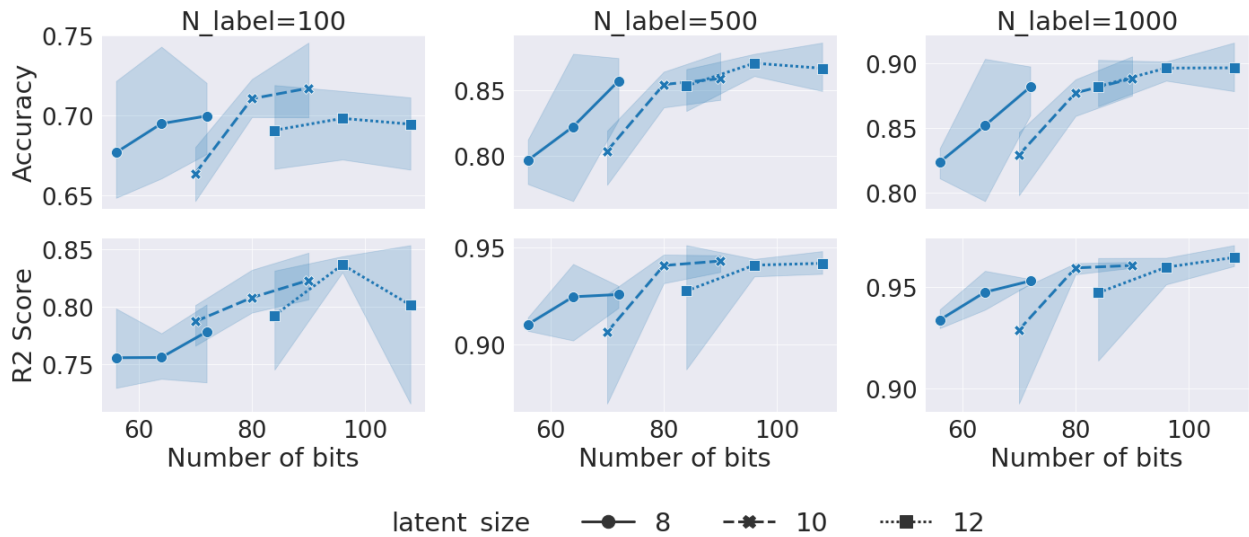 N_label=100 N_label=500 N_label=1000
Accuracy
0.75
0.70
0.65
0.85
0.80
0.90
0.85
0.80
R2 Score
0.85
0.80
0.75
0.95
0.90
0.95
0.90
60 80 100 60 80 100 60 80 100
Number of bits Number of bits Number of bits
latent size 8 10 12